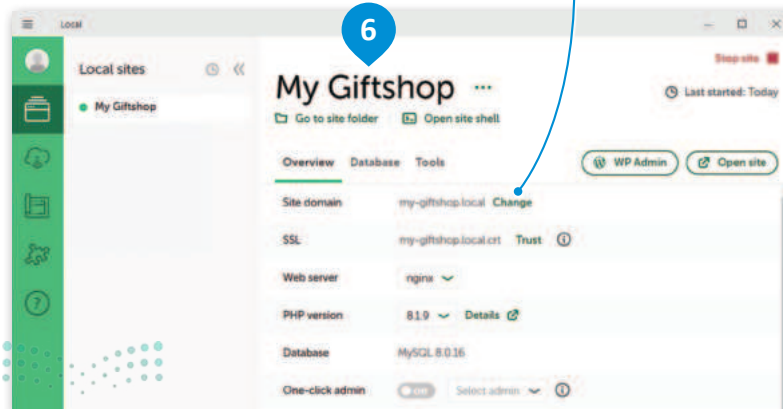 Local
6
Stop site
Local sites
My Giftshop ...
Last started: Today
My Giftshop
Go to site folder Open site shell
Overview Database Tools
WP Admin Open site
Site domain my-giftshop.local Change
SSL my-giftshop.local.crt Trust
Web server nginx
PHP version 8.1.9 Details
Database MySQL 8.0.16
One-click admin Off Select admin